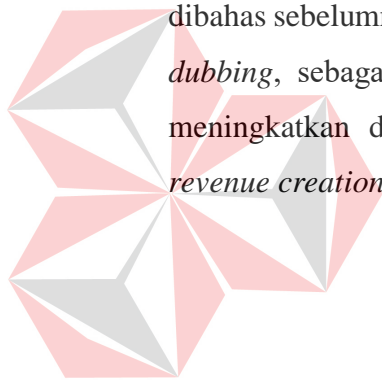 dibahas sebelum
dubbing, sebaga
meningkatkan d
revenue creation